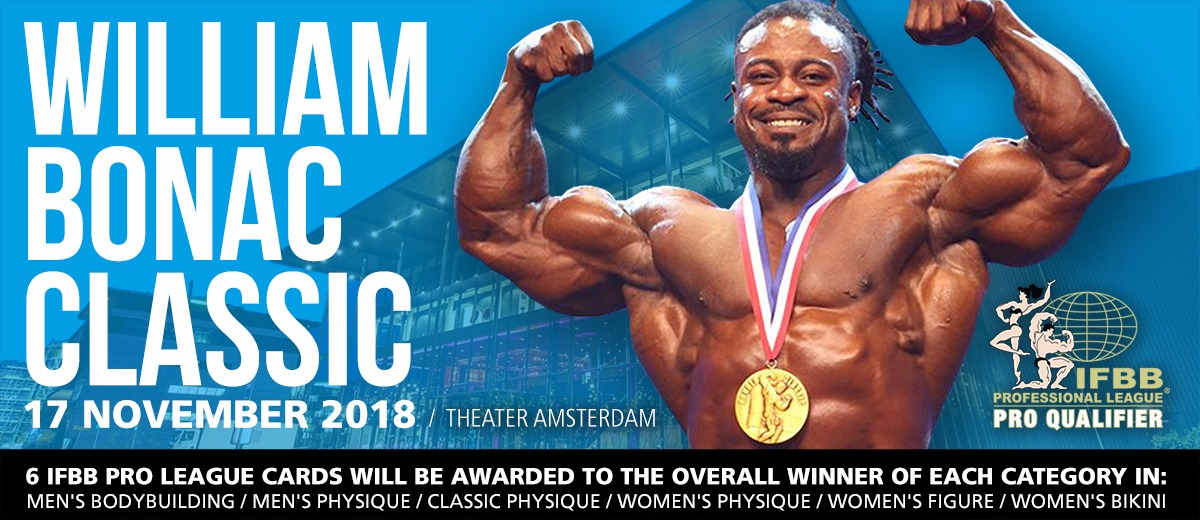 WILLIAM
BONAC
CLASSIC
17 NOVEMBER 2018 / THEATER AMSTERDAM
IFBB®
PROFESSIONAL LEAGUE
PRO QUALIFIER
6 IFBB PRO LEAGUE CARDS WILL BE AWARDED TO THE OVERALL WINNER OF EACH CATEGORY IN:
MEN'S BODYBUILDING / MEN'S PHYSIQUE / CLASSIC PHYSIQUE / WOMEN'S PHYSIQUE / WOMEN'S FIGURE / WOMEN'S BIKINI